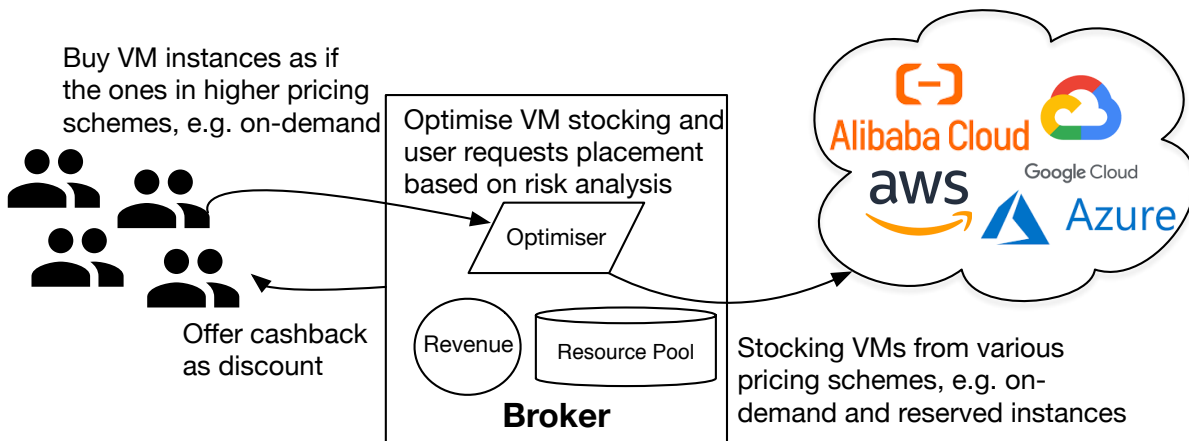 Buy VM instances as if
the ones in higher pricing
schemes, e.g. on-demand
Optimise VM stocking and
user requests placement
based on risk analysis
Optimiser
Offer cashback
as discount
Revenue
Resource Pool
Broker
Alibaba Cloud
Google Cloud
aws
Azure
Stocking VMs from various
pricing schemes, e.g. on-
demand and reserved instances